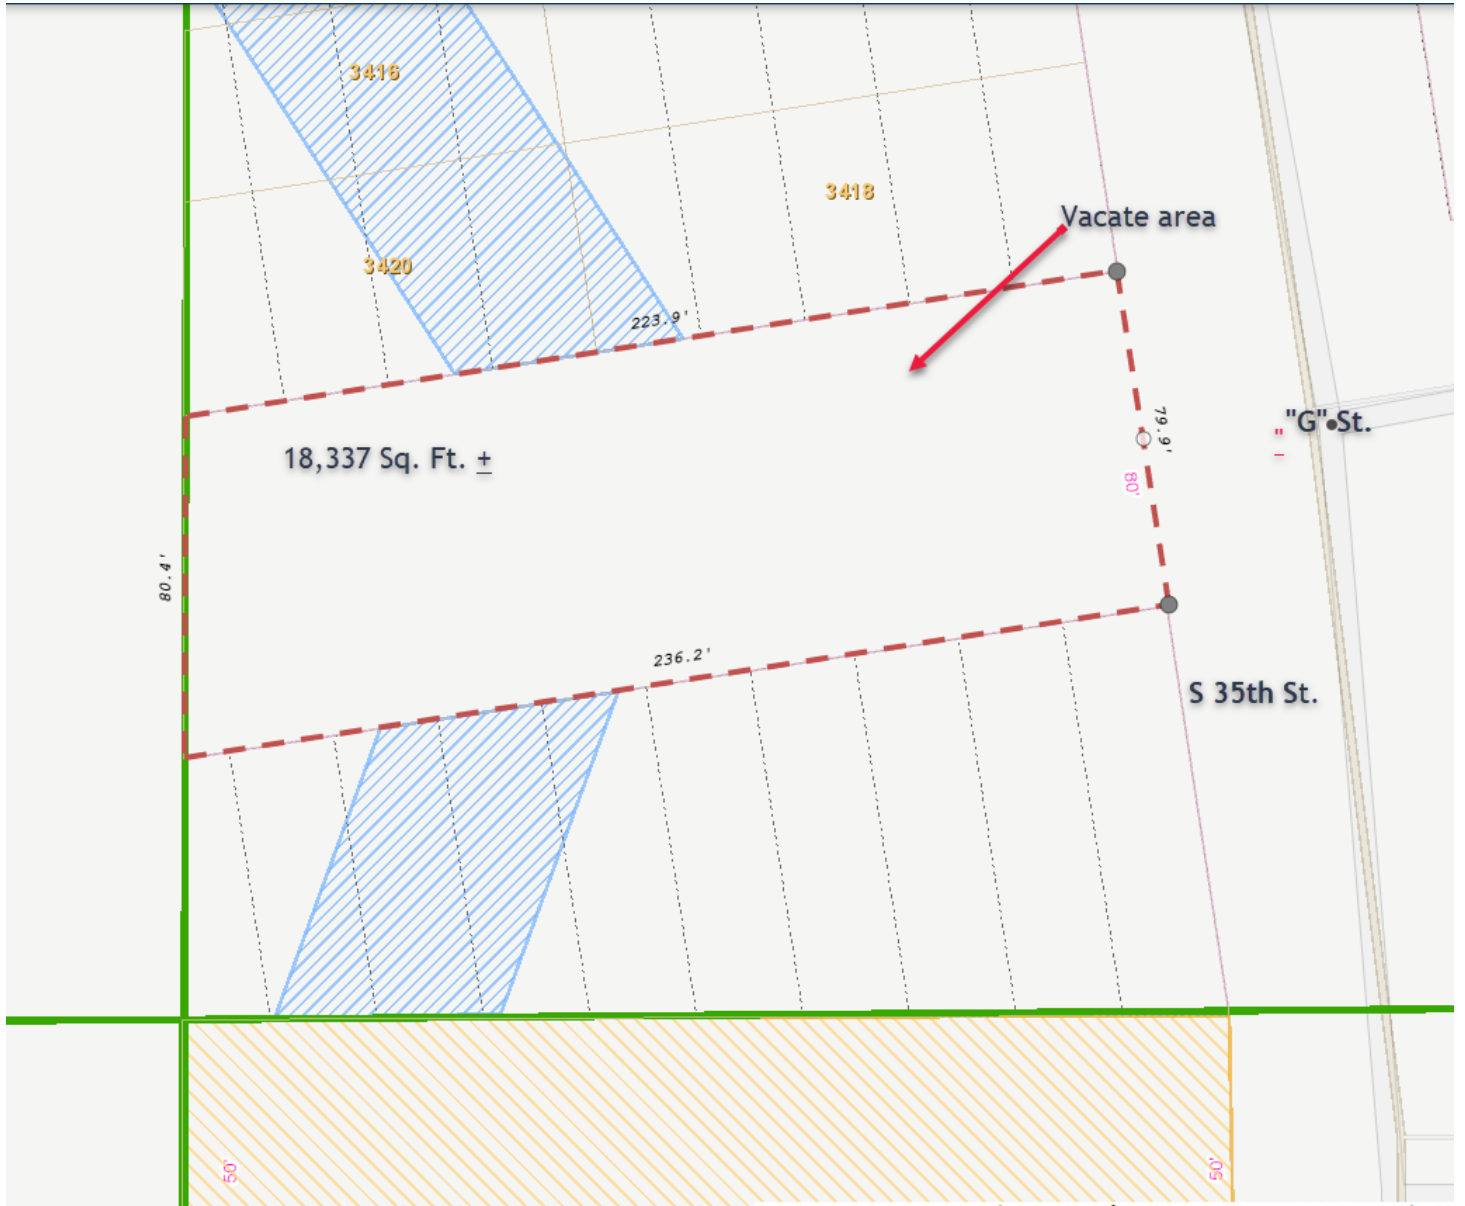 3416
3418
Vacate area
3420
223.9'
79.9'
"G" St.
"
18,337 Sq. Ft. ±
80'
80.4'
236.2'
S 35th St.
50'
50'